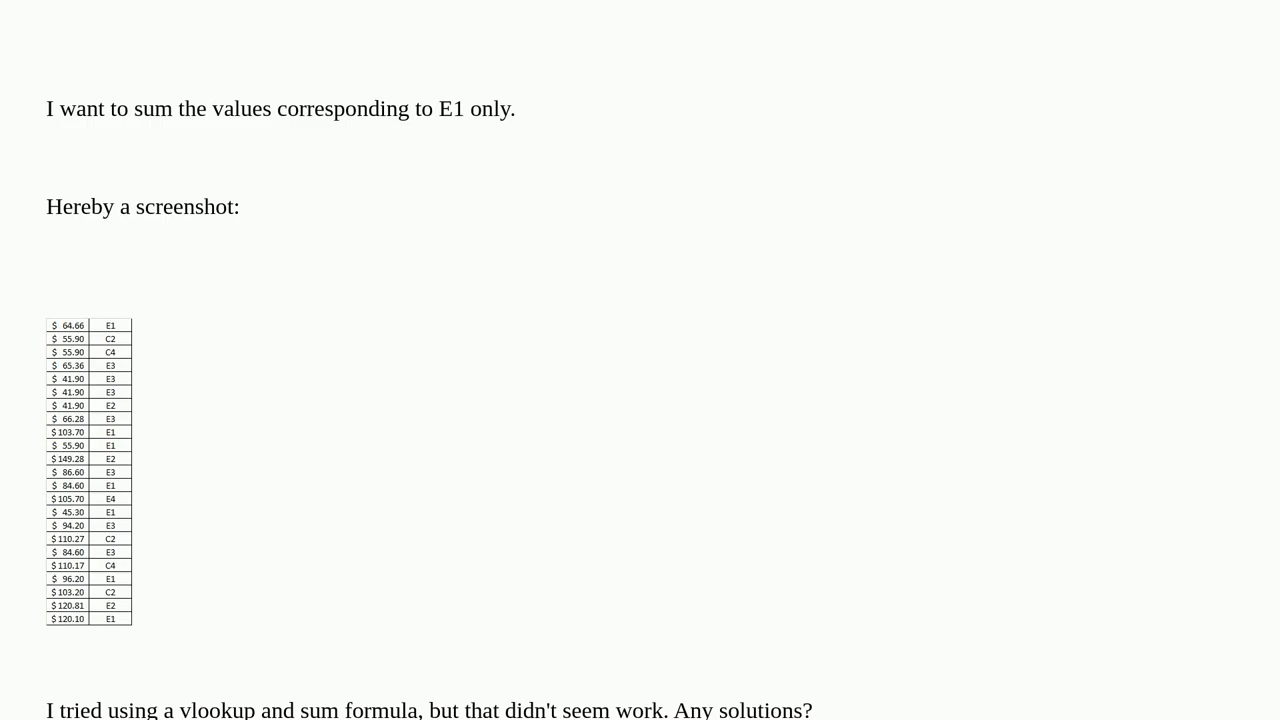 I want to sum the values corresponding to E1 only.
Hereby a screenshot:
$ 64.66 E1
$ 55.90 C2
$ 55.90 C4
$ 65.36 E3
$ 41.90 E3
$ 41.90 E3
$ 41.90 E2
$ 66.28 E3
$ 103.70 E1
$ 55.90 E1
$ 149.28 E2
$ 86.60 E3
$ 84.60 E1
$ 105.70 E4
$ 45.30 E1
$ 94.20 E3
$ 110.27 C2
$ 84.60 E3
$ 110.17 C4
$ 96.20 E1
$ 103.20 C2
$ 120.81 E2
$ 120.10 E1
I tried using a vlookup and sum formula, but that didn't seem work. Any solutions?